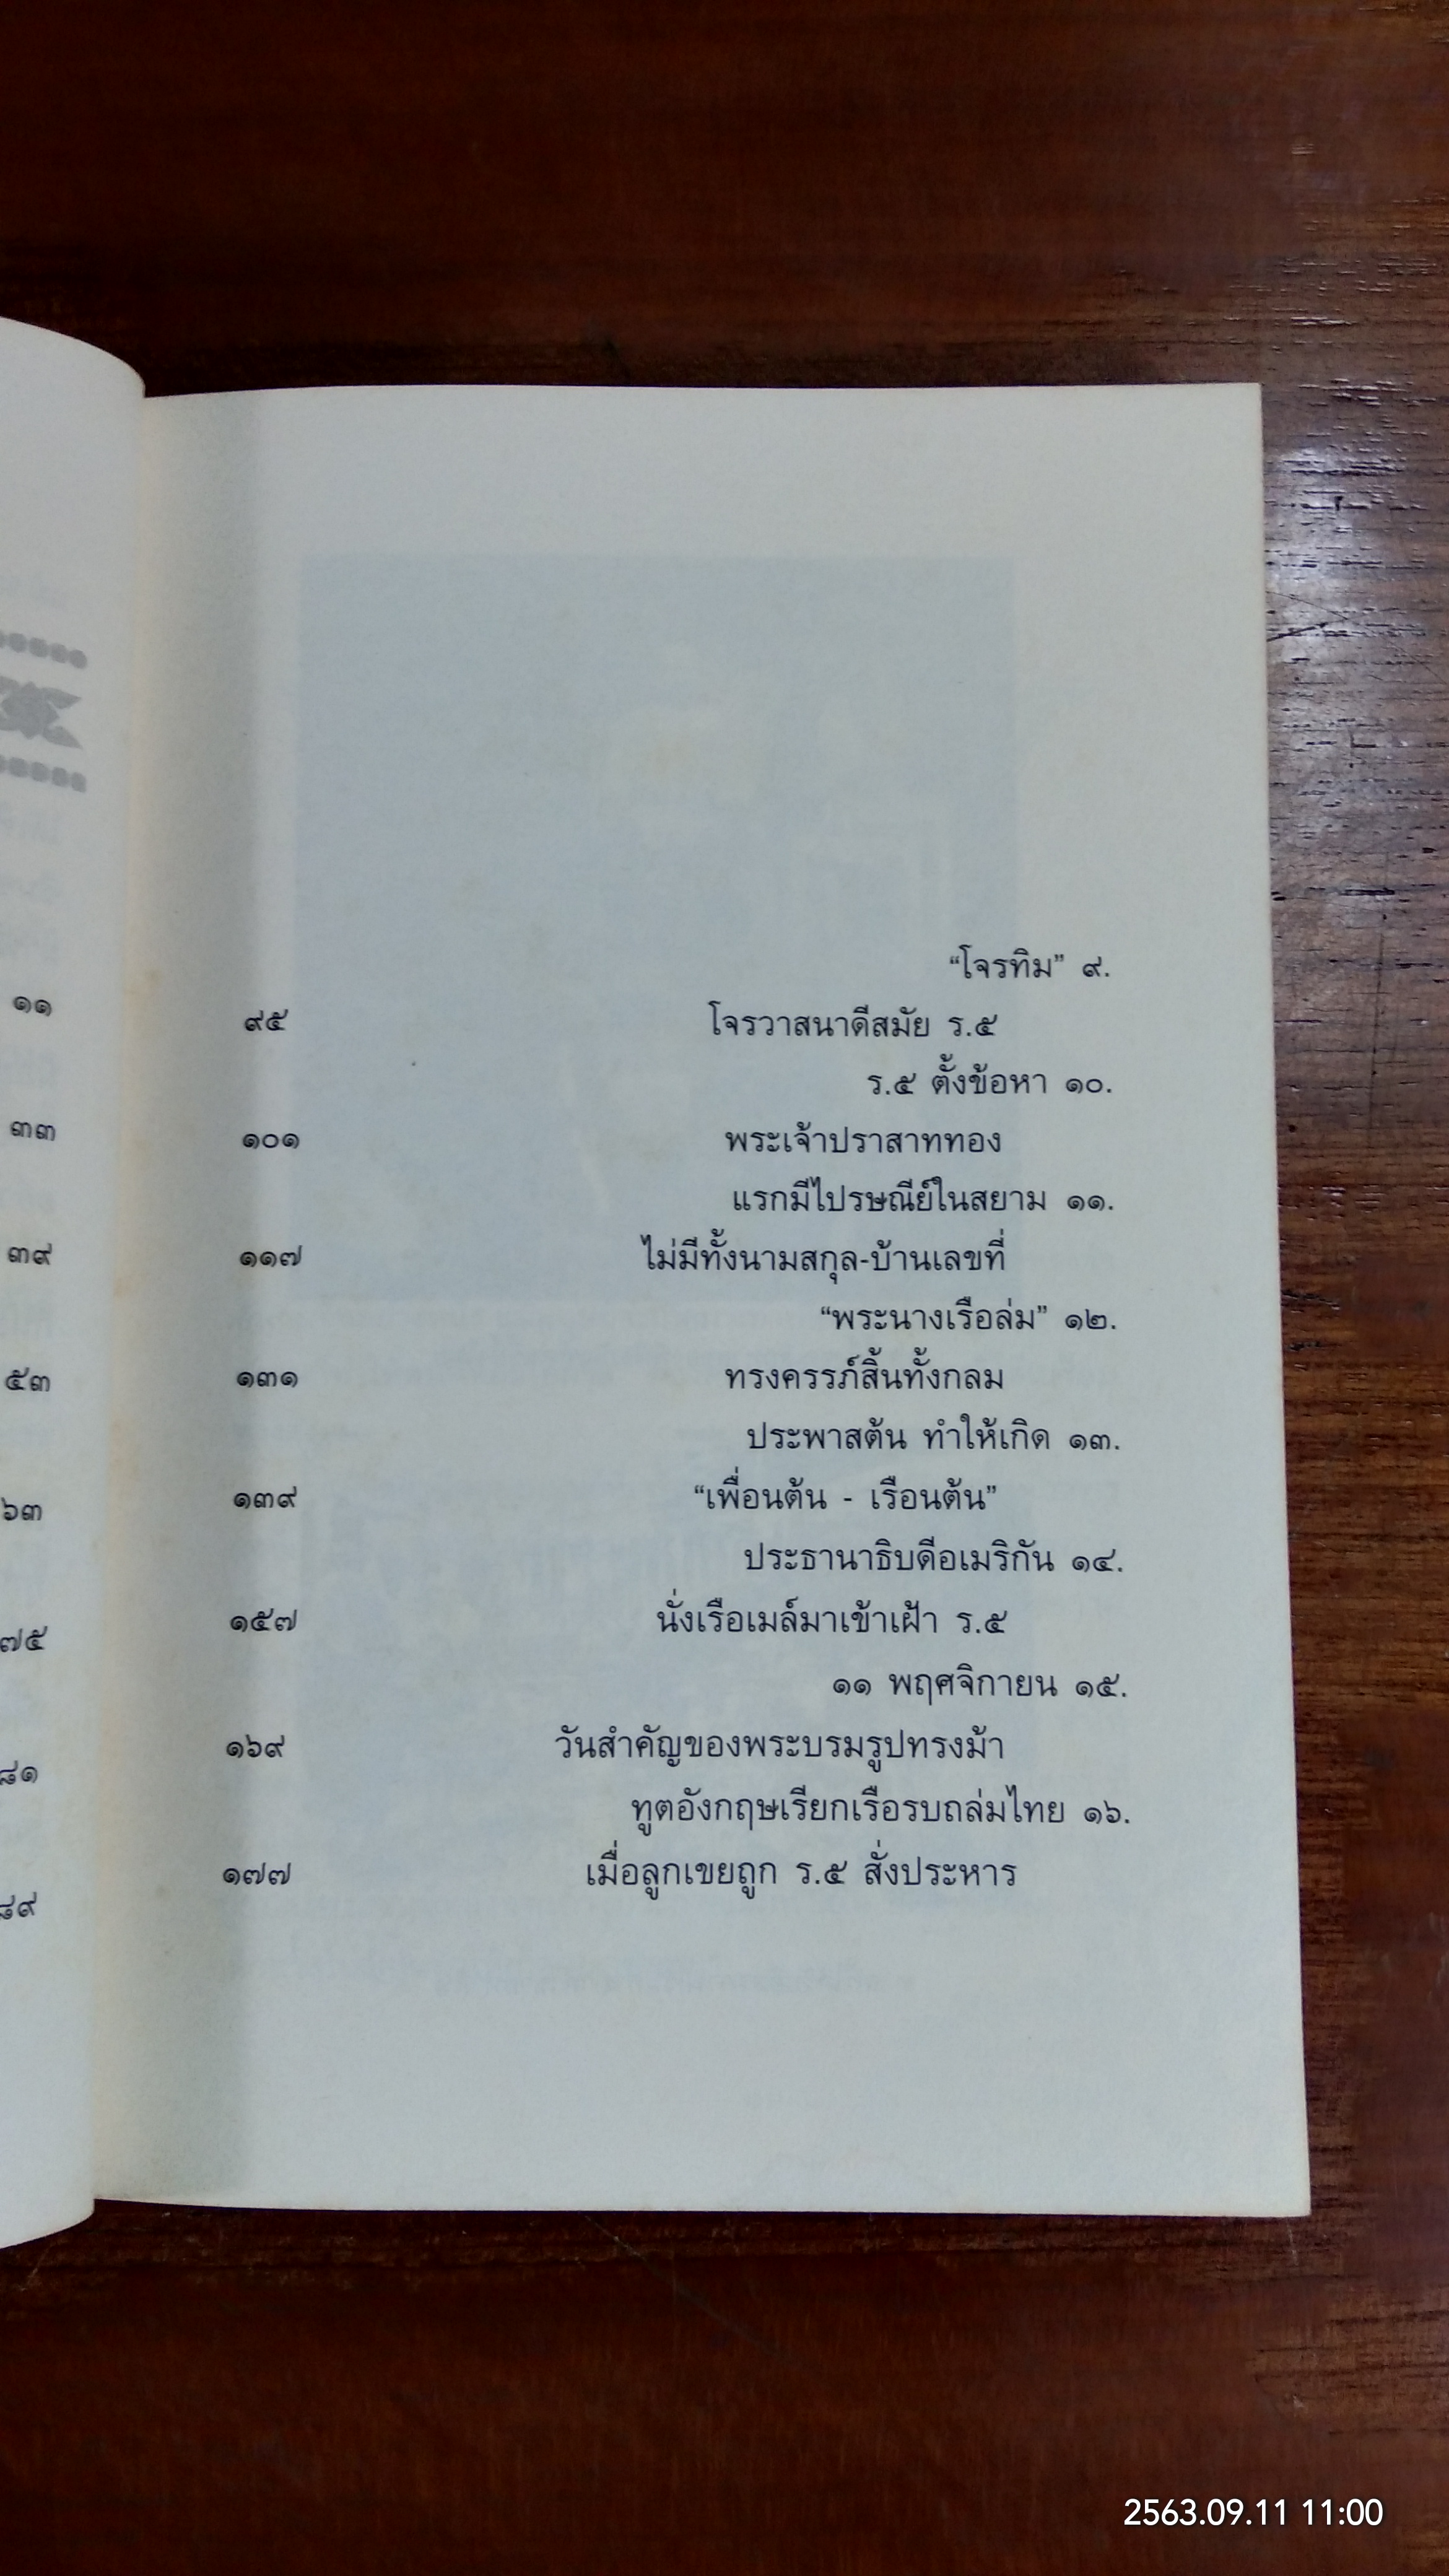 ๑๑
๓๓
๓๙
๕๓
๖๓
๗๕
๘๑
๘๙
“โจรทิม” ๙.
๙๕ โจรวาสนาดีสมัย ร.๕
ร.๕ ตั้งข้อหา ๑๐.
๑๐๑ พระเจ้าปราสาททอง
แรกมีไปรษณีย์ในสยาม ๑๑.
๑๑๗ ไม่มีทั้งนามสกุล-บ้านเลขที่
“พระนางเรือล่ม” ๑๒.
๑๓๑ ทรงครรภ์สิ้นทั้งกลม
ประพาสต้น ทำให้เกิด ๑๓.
๑๓๙ “เพื่อนต้น - เรือนต้น”
ประธานาธิบดีอเมริกัน ๑๔.
๑๕๗ นั่งเรือเมล์มาเข้าเฝ้า ร.๕
๑๑ พฤศจิกายน ๑๕.
๑๖๙ วันสำคัญของพระบรมรูปทรงม้า
ทูตอังกฤษเรียกเรือรบถล่มไทย ๑๖.
๑๗๗ เมื่อลูกเขยถูก ร.๕ สั่งประหาร
2563.09.11 11:00